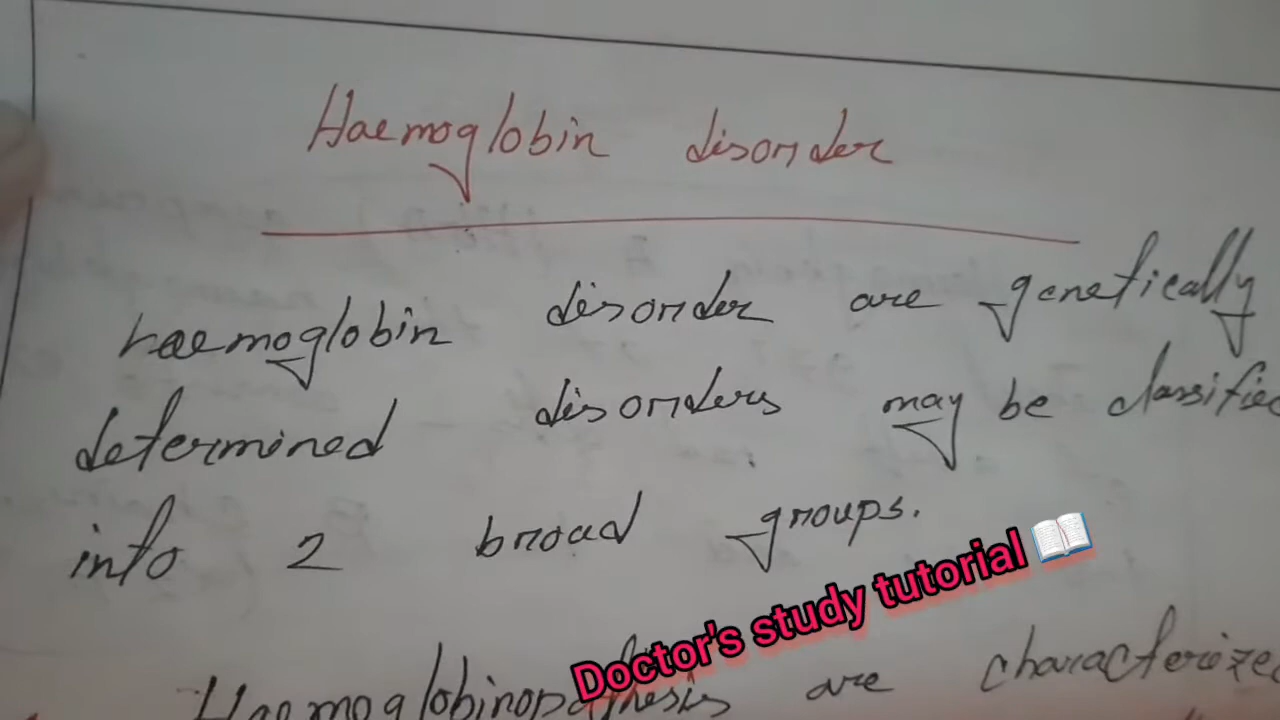 Haemoglobin disorder
haemoglobin disorder are genetically
determined disorders may be classified
into 2 broad groups.
Doctor's study tutorial 📖
are characterized